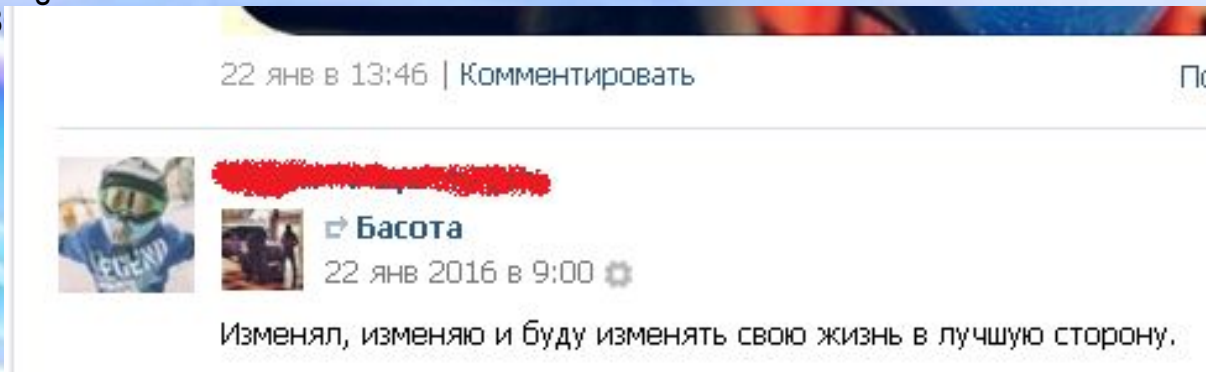 22 янв в 13:46 | Комментировать
Басота
22 янв 2016 в 9:00
Изменял, изменяю и буду изменять свою жизнь в лучшую сторону.
LEGEND